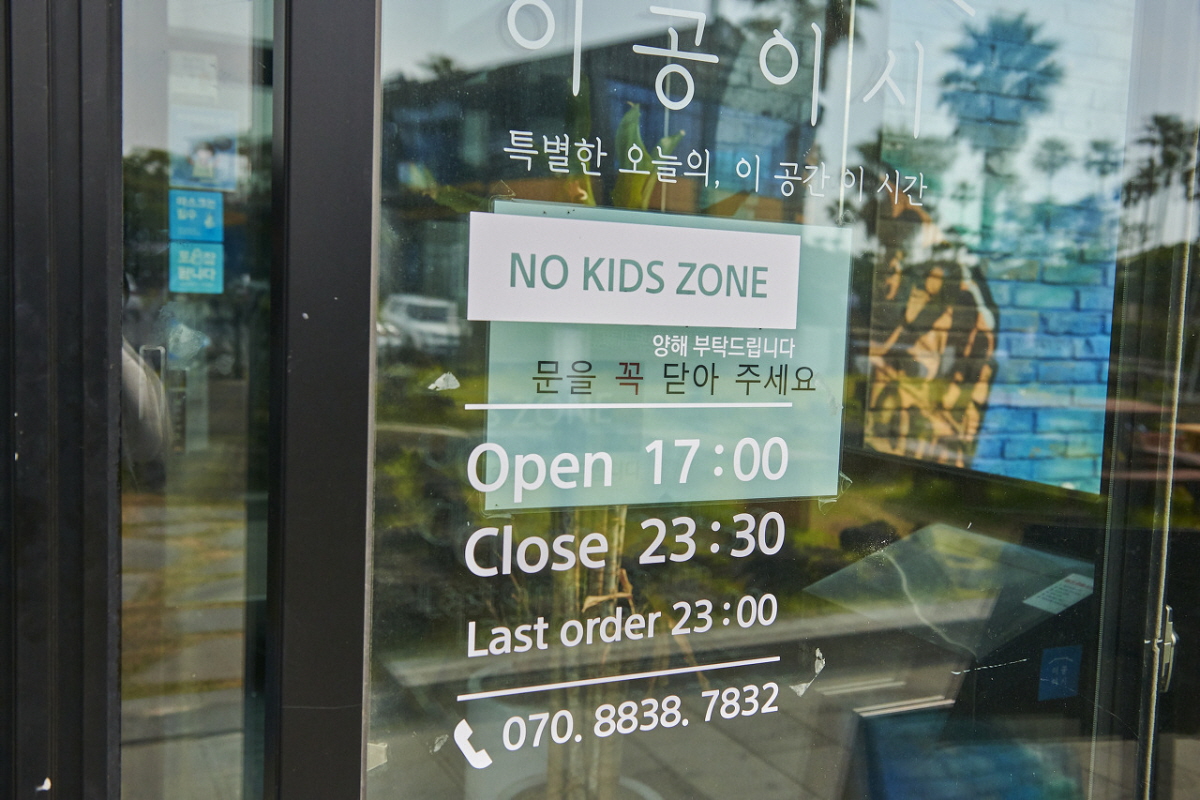 이공이시
특별한 오늘의, 이 공간 이 시간
NO KIDS ZONE
양해 부탁드립니다
문을 꼭 닫아 주세요
Open 17:00
Close 23:30
Last order 23:00
070. 8838. 7832